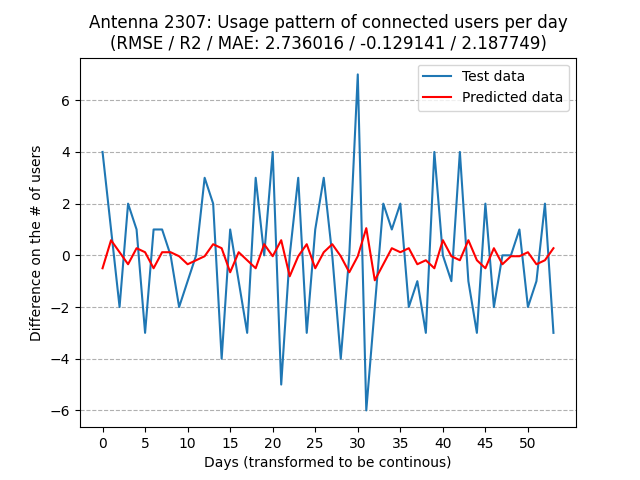 Antenna 2307: Usage pattern of connected users per day
(RMSE / R2 / MAE: 2.736016 / -0.129141 / 2.187749)
Test data
Predicted data
Difference on the # of users
6
4
2
0
−2
−4
−6
0 5 10 15 20 25 30 35 40 45 50
Days (transformed to be continous)